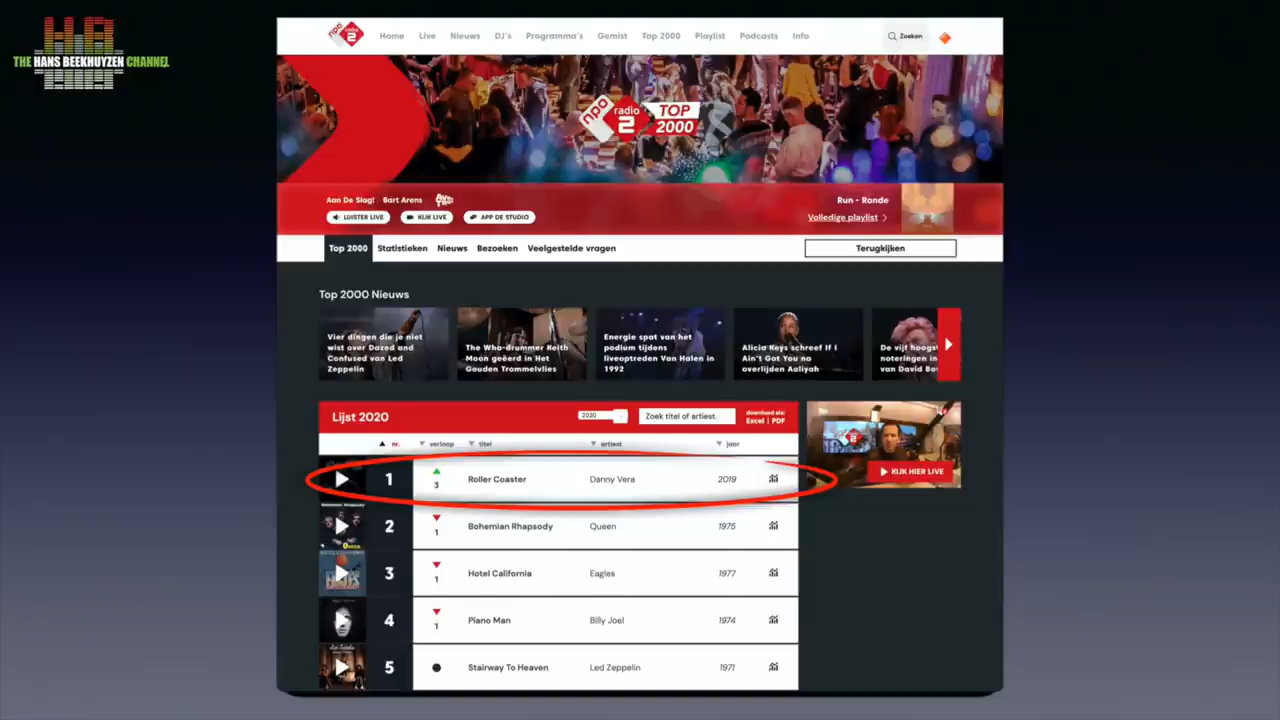 THE HANS BEEKHUYZEN CHANNEL
npo radio 2
Home Live Nieuws DJ's Programma's Gemist Top 2000 Playlist Podcasts Info
Zoeken
npo radio 2 TOP 2000
Aan De Slag! Bart Arens
LUISTER LIVE KIJK LIVE APP DE STUDIO
Run - Ronde
Volledige playlist
Top 2000 Statistieken Nieuws Bezoeken Veelgestelde vragen
Terugkijken
Top 2000 Nieuws
Vier dingen die je niet
wist over Dazed and
Confused van Led
Zeppelin
The Who-drummer Keith
Moon geëerd in Het
Gouden Trommelvlies
Energie spat van het
podium tijdens
liveoptreden Van Halen in
1992
Alicia Keys schreef If I
Ain't Got You na
overlijden Aaliyah
De vijf hoogs
noteringen in
van David Bo
Lijst 2020
2020
Zoek titel of artiest.
download als:
Excel | PDF
nr. verloop titel artiest jaar
1 3 Roller Coaster Danny Vera 2019
2 1 Bohemian Rhapsody Queen 1975
3 1 Hotel California Eagles 1977
4 1 Piano Man Billy Joel 1974
5 Stairway To Heaven Led Zeppelin 1971
KIJK HIER LIVE